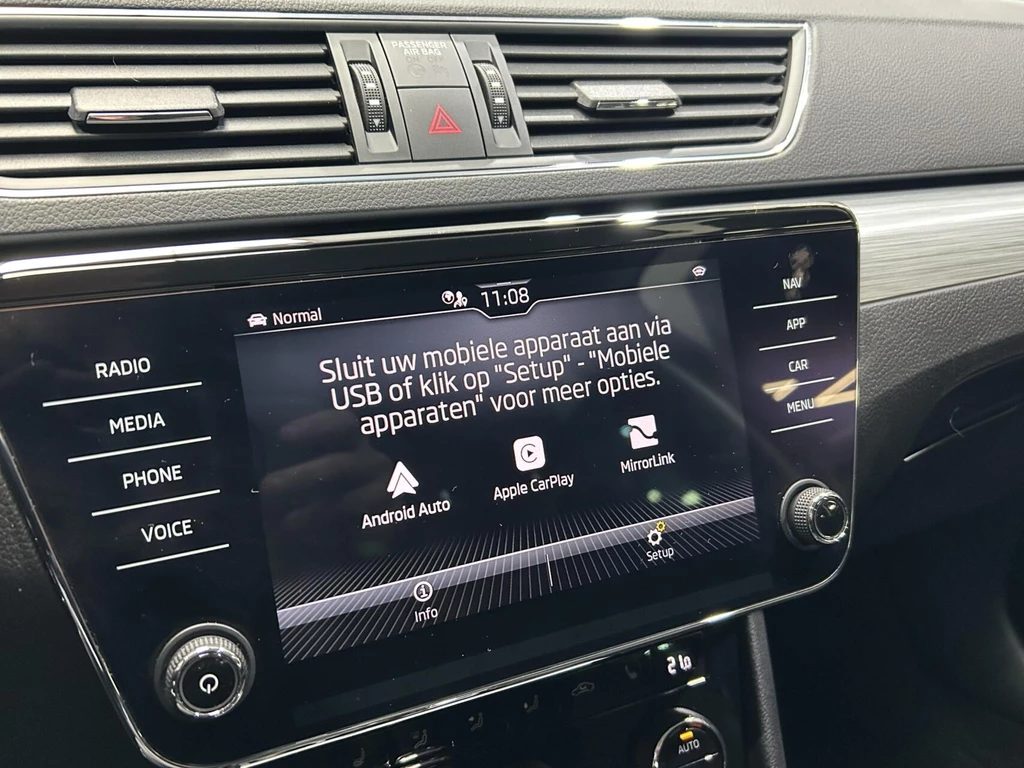 PASSENGER
AIR BAG
ON OFF
Normal
11:08
Sluit uw mobiele apparaat aan via
USB of klik op "Setup" - "Mobiele
apparaten" voor meer opties.
Android Auto
Apple CarPlay
MirrorLink
Info
Setup
RADIO
MEDIA
PHONE
VOICE
NAV
APP
CAR
MENU
AUTO